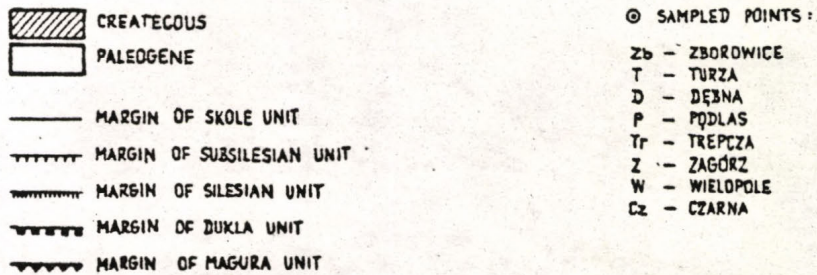 CREATECOUS
PALEOGENE
MARGIN OF SKOLE UNIT
MARGIN OF SUBSILESIAN UNIT
MARGIN OF SILESIAN UNIT
MARGIN OF DUKLA UNIT
MARGIN OF MAGURA UNIT
⊙ SAMPLED POINTS:
Zb – ZBOROWICE
T – TURZA
D – DĘBNA
P – PODLAS
Tr – TREPCZA
Z – ZAGÓRZ
W – WIELOPOLE
Cz – CZARNA